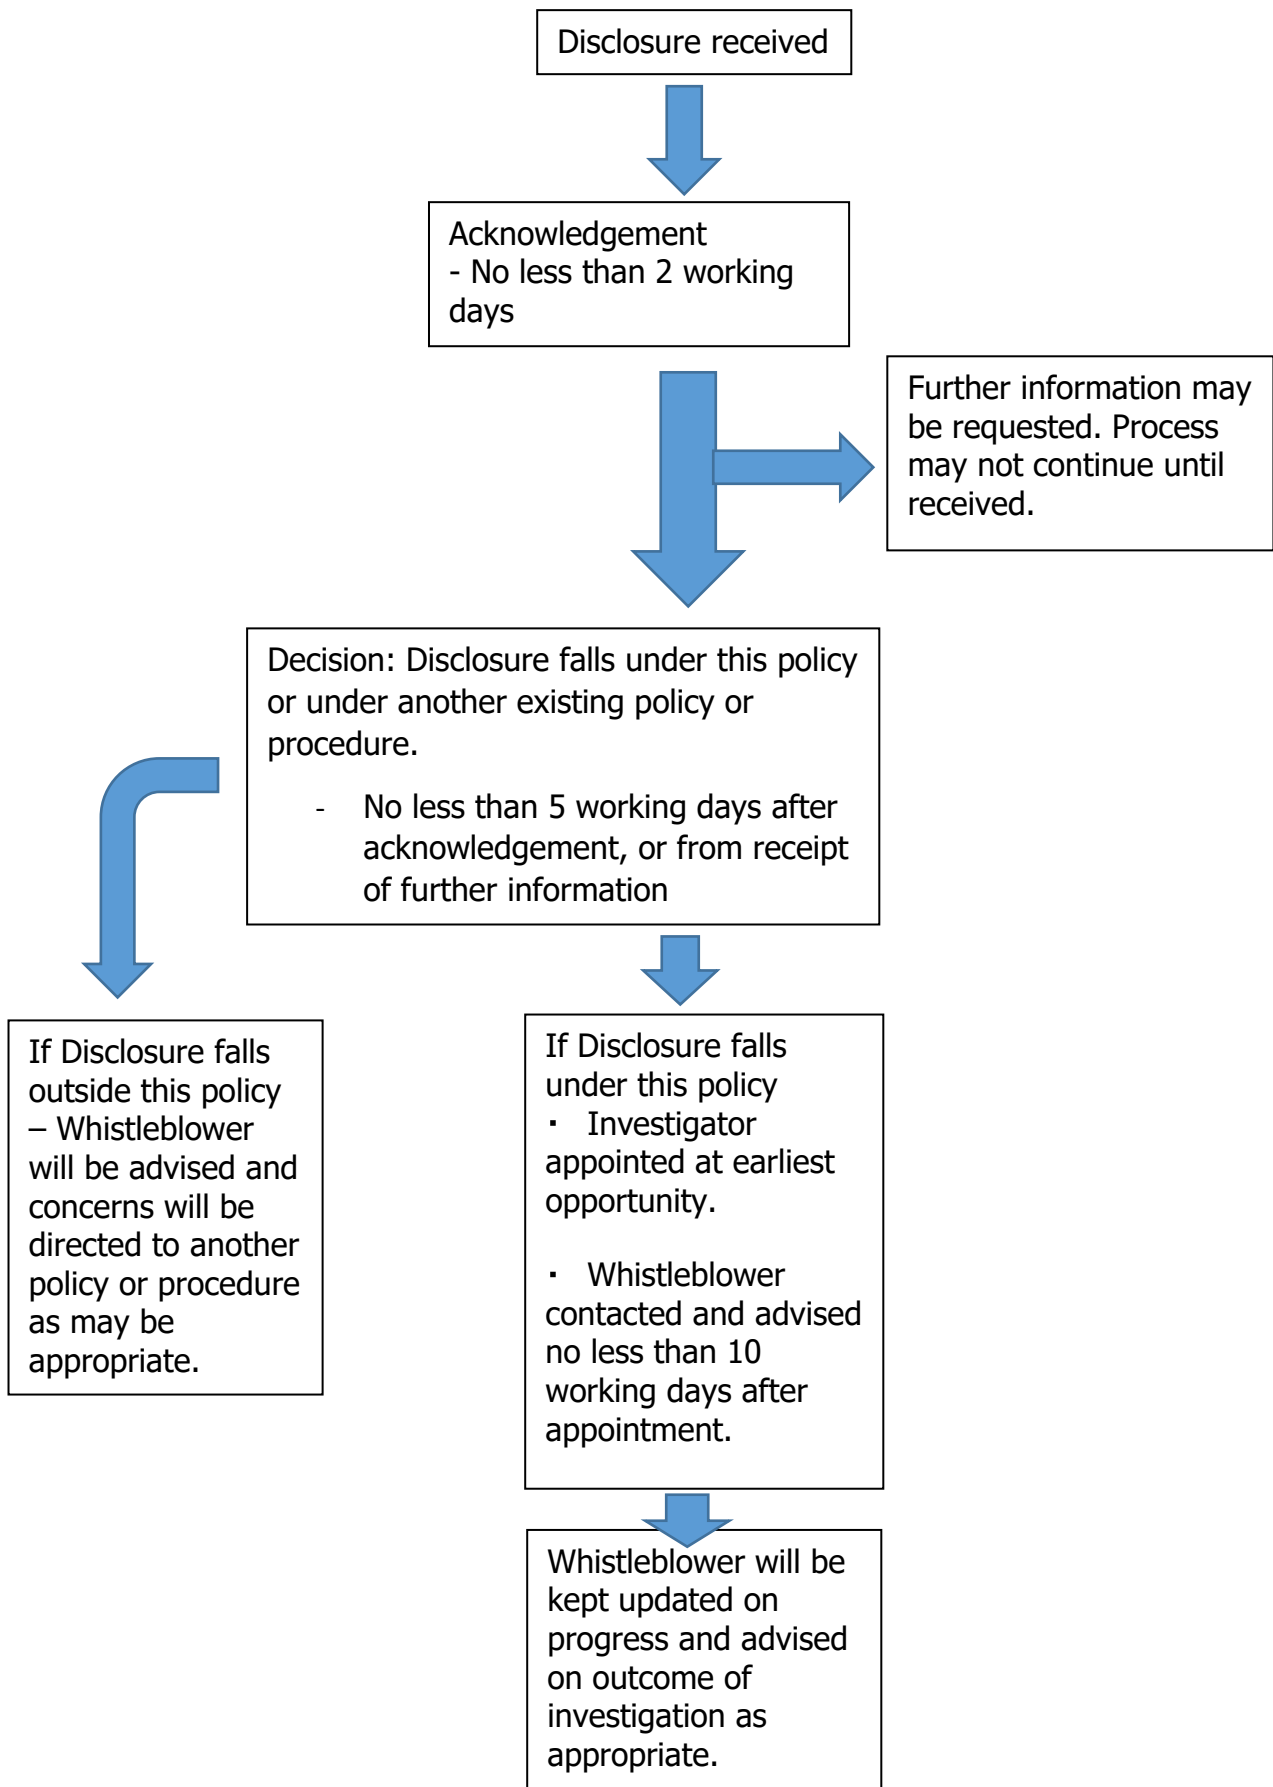 Disclosure received
Acknowledgement
- No less than 2 working
days
Further information may
be requested. Process
may not continue until
received.
Decision: Disclosure falls under this policy
or under another existing policy or
procedure.
- No less than 5 working days after
acknowledgement, or from receipt
of further information
If Disclosure falls
outside this policy
– Whistleblower
will be advised and
concerns will be
directed to another
policy or procedure
as may be
appropriate.
If Disclosure falls
under this policy
· Investigator
appointed at earliest
opportunity.
· Whistleblower
contacted and advised
no less than 10
working days after
appointment.
Whistleblower will be
kept updated on
progress and advised
on outcome of
investigation as
appropriate.